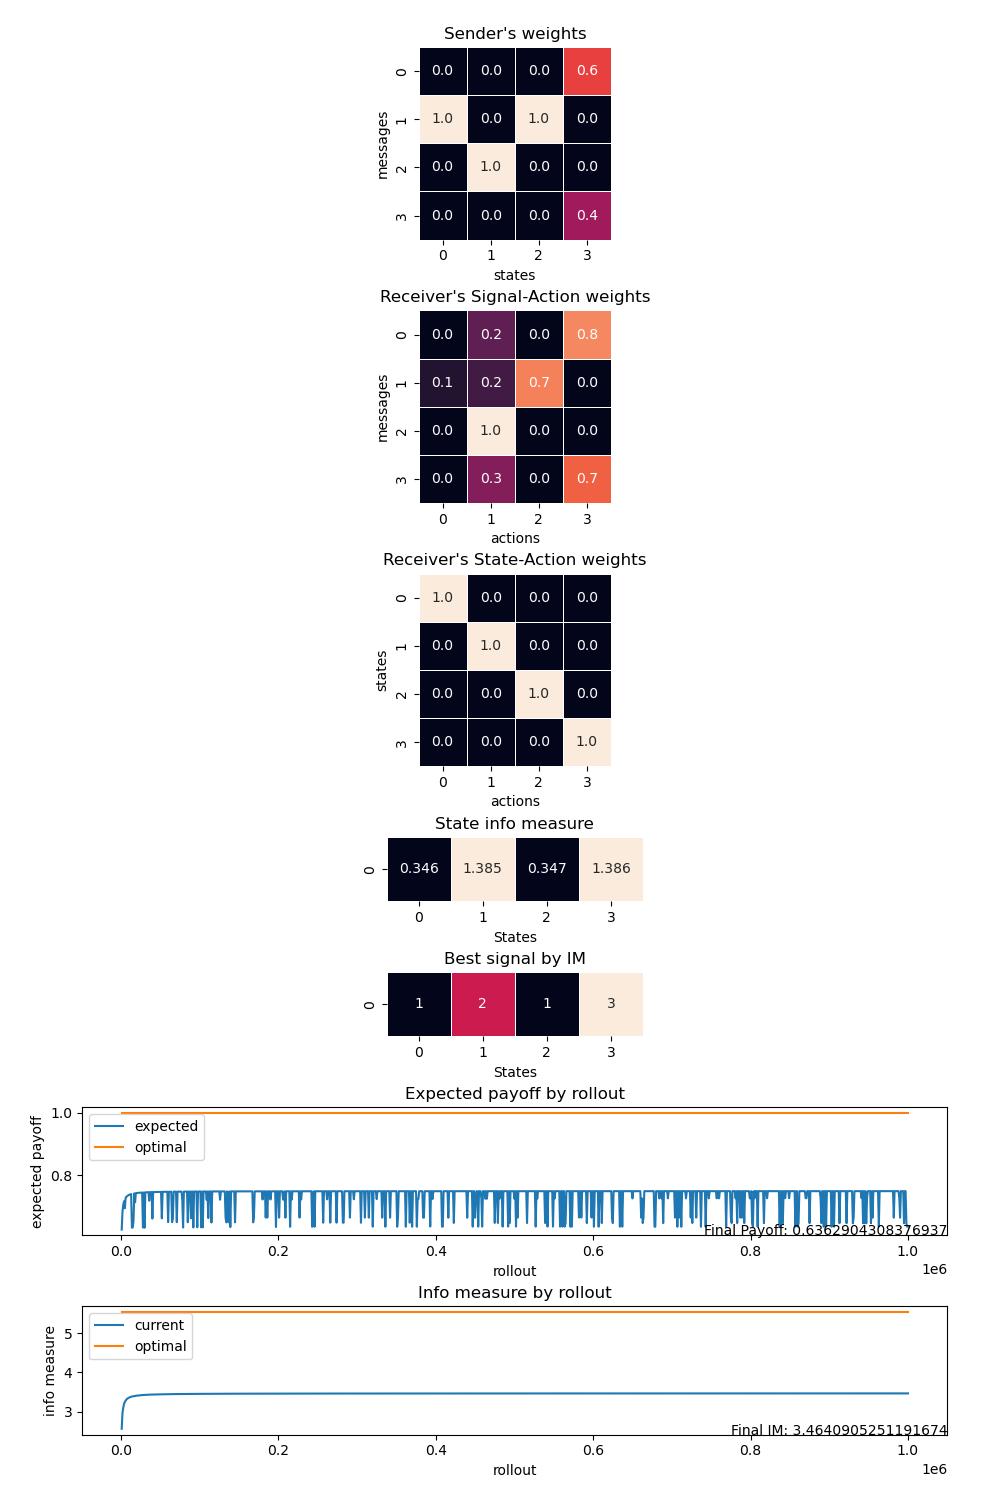 Sender's weights
0 0.0 0.0 0.0 0.6
1 1.0 0.0 1.0 0.0
2 0.0 1.0 0.0 0.0
3 0.0 0.0 0.0 0.4
messages
0 1 2 3
states
Receiver's Signal-Action weights
0 0.0 0.2 0.0 0.8
1 0.1 0.2 0.7 0.0
2 0.0 1.0 0.0 0.0
3 0.0 0.3 0.0 0.7
messages
0 1 2 3
actions
Receiver's State-Action weights
0 1.0 0.0 0.0 0.0
1 0.0 1.0 0.0 0.0
2 0.0 0.0 1.0 0.0
3 0.0 0.0 0.0 1.0
states
0 1 2 3
actions
State info measure
0 0.346 1.385 0.347 1.386
0 1 2 3
States
Best signal by IM
0 1 2 1 3
0 1 2 3
States
Expected payoff by rollout
expected payoff
1.0
0.8
expected
optimal
Final Payoff: 0.6362904308376937
0.0 0.2 0.4 0.6 0.8 1.0
1e6
rollout
Info measure by rollout
info measure
5
4
3
current
optimal
Final IM: 3.4640905251191674
0.0 0.2 0.4 0.6 0.8 1.0
1e6
rollout